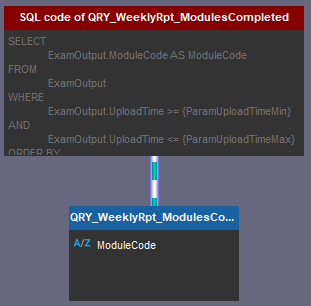 SQL code of QRY_WeeklyRpt_ModulesCompleted
SELECT
ExamOutput.ModuleCode AS ModuleCode
FROM
ExamOutput
WHERE
ExamOutput.UploadTime >= {ParamUploadTimeMin}
AND
ExamOutput.UploadTime <= {ParamUploadTimeMax}
ORDER BY
QRY_WeeklyRpt_ModulesCo...
A/Z ModuleCode